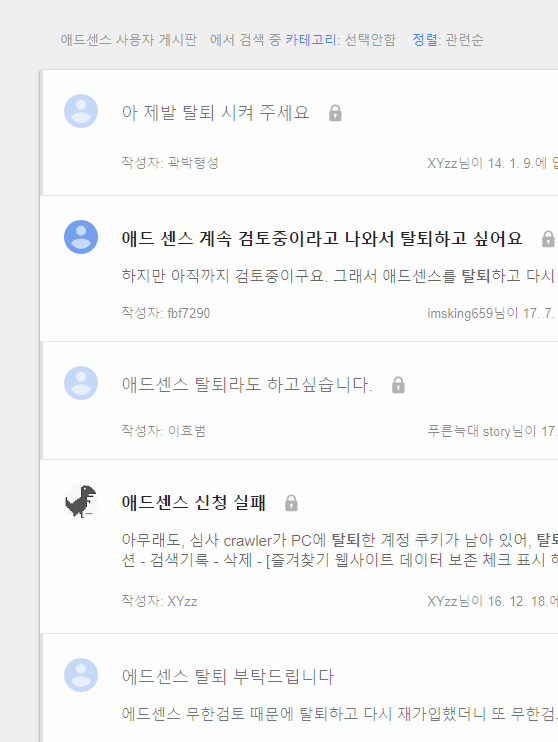 애드센스 사용자 게시판 에서 검색 중 카테고리: 선택안함 정렬: 관련순
아 제발 탈퇴 시켜 주세요
작성자: 곽박형성 XYzz님이 14. 1. 9.에
애드 센스 계속 검토중이라고 나와서 탈퇴하고 싶어요
하지만 아직까지 검토중이구요. 그래서 애드센스를 탈퇴하고 다시
작성자: fbf7290 imsking659님이 17. 7.
애드센스 탈퇴라도 하고싶습니다.
작성자: 이효범 푸른늑대 story님이 17.
애드센스 신청 실패
아무래도, 심사 crawler가 PC에 탈퇴한 계정 쿠키가 남아 있어, 탈퇴
션 - 검색기록 - 삭제 - [즐겨찾기 웹사이트 데이터 보존 체크 표시 하
작성자: XYzz XYzz님이 16. 12. 18.에
에드센스 탈퇴 부탁드립니다
에드센스 무한검토 때문에 탈퇴하고 다시 재가입했더니 또 무한검